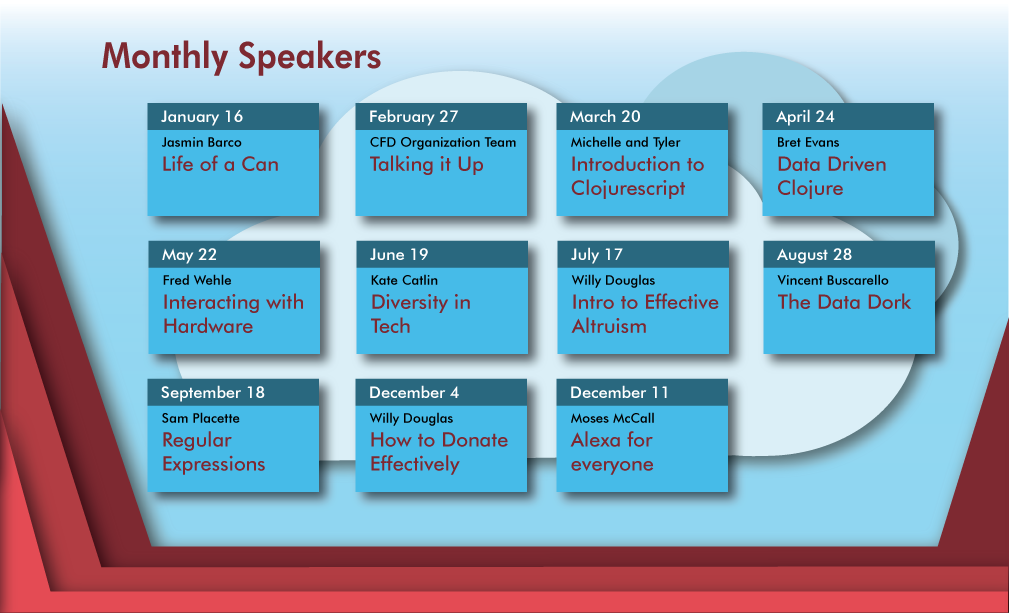 Monthly Speakers
January 16
Jasmin Barco
Life of a Can
February 27
CFD Organization Team
Talking it Up
March 20
Michelle and Tyler
Introduction to
Clojurescript
April 24
Bret Evans
Data Driven
Clojure
May 22
Fred Wehle
Interacting with
Hardware
June 19
Kate Catlin
Diversity in
Tech
July 17
Willy Douglas
Intro to Effective
Altruism
August 28
Vincent Buscarello
The Data Dork
September 18
Sam Placette
Regular
Expressions
December 4
Willy Douglas
How to Donate
Effectively
December 11
Moses McCall
Alexa for
everyone